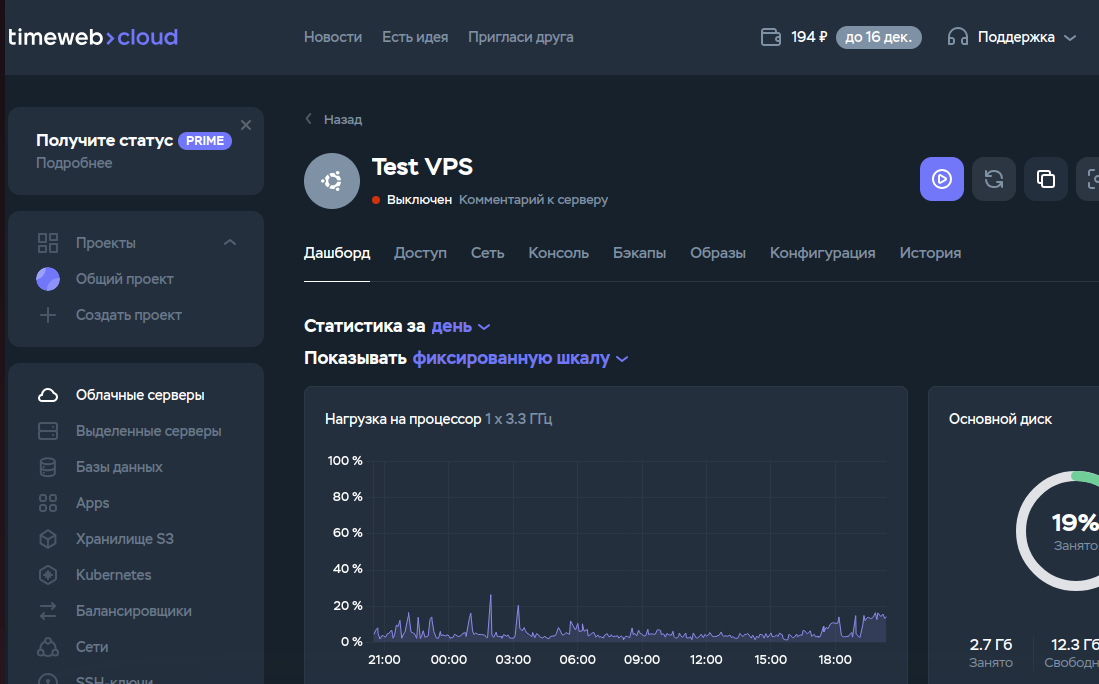 timeweb>cloud
Новости Есть идея Пригласи друга
194 ₽ до 16 дек. Поддержка
Получите статус PRIME
Подробнее
Проекты
Общий проект
Создать проект
Облачные серверы
Выделенные серверы
Базы данных
Apps
Хранилище S3
Kubernetes
Балансировщики
Сети
SSH-ключи
Назад
Test VPS
Выключен Комментарий к серверу
Дашборд Доступ Сеть Консоль Бэкапы Образы Конфигурация История
Статистика за день
Показывать фиксированную шкалу
Нагрузка на процессор 1 x 3.3 ГГц
100 %
80 %
60 %
40 %
20 %
0 %
21:00 00:00 03:00 06:00 09:00 12:00 15:00 18:00
Основной диск
19%
Занято
2.7 Гб 12.3 Гб
Занято Свободн